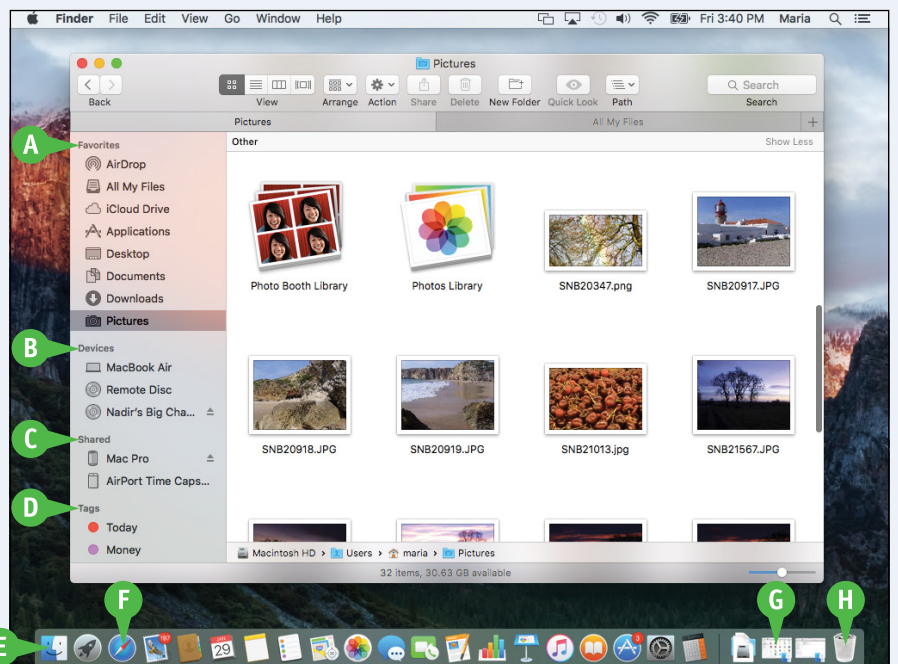 Finder File Edit View Go Window Help Fri 3:40 PM Maria
Pictures
Back View Arrange Action Share Delete New Folder Quick Look Path Search
Search
Pictures All My Files +
A
Favorites
AirDrop
All My Files
iCloud Drive
Applications
Desktop
Documents
Downloads
Pictures
B
Devices
MacBook Air
Remote Disc
Nadir's Big Cha...
C
Shared
Mac Pro
AirPort Time Caps...
D
Tags
Today
Money
Other Show Less
Photo Booth Library Photos Library SNB20347.png SNB20917.JPG
SNB20918.JPG SNB20919.JPG SNB21013.jpg SNB21567.JPG
Macintosh HD › Users › maria › Pictures
32 items, 30.63 GB available
E
F
G
H
JAN
29
3